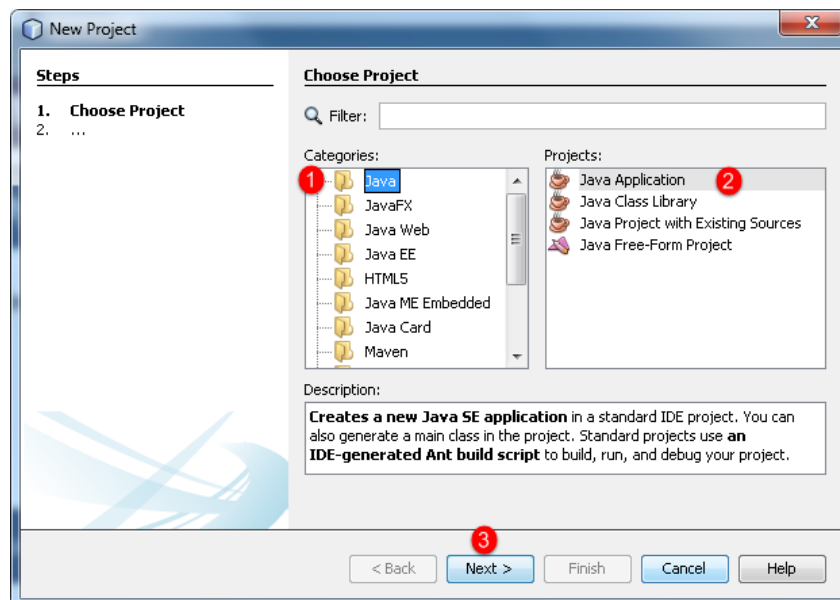 New Project
Steps
1. Choose Project
2. ...
Choose Project
Filter:
Categories:
1
Java
JavaFX
Java Web
Java EE
HTML5
Java ME Embedded
Java Card
Maven
Projects:
Java Application
2
Java Class Library
Java Project with Existing Sources
Java Free-Form Project
Description:
Creates a new Java SE application in a standard IDE project. You can
also generate a main class in the project. Standard projects use an
IDE-generated Ant build script to build, run, and debug your project.
3
< Back
Next >
Finish
Cancel
Help